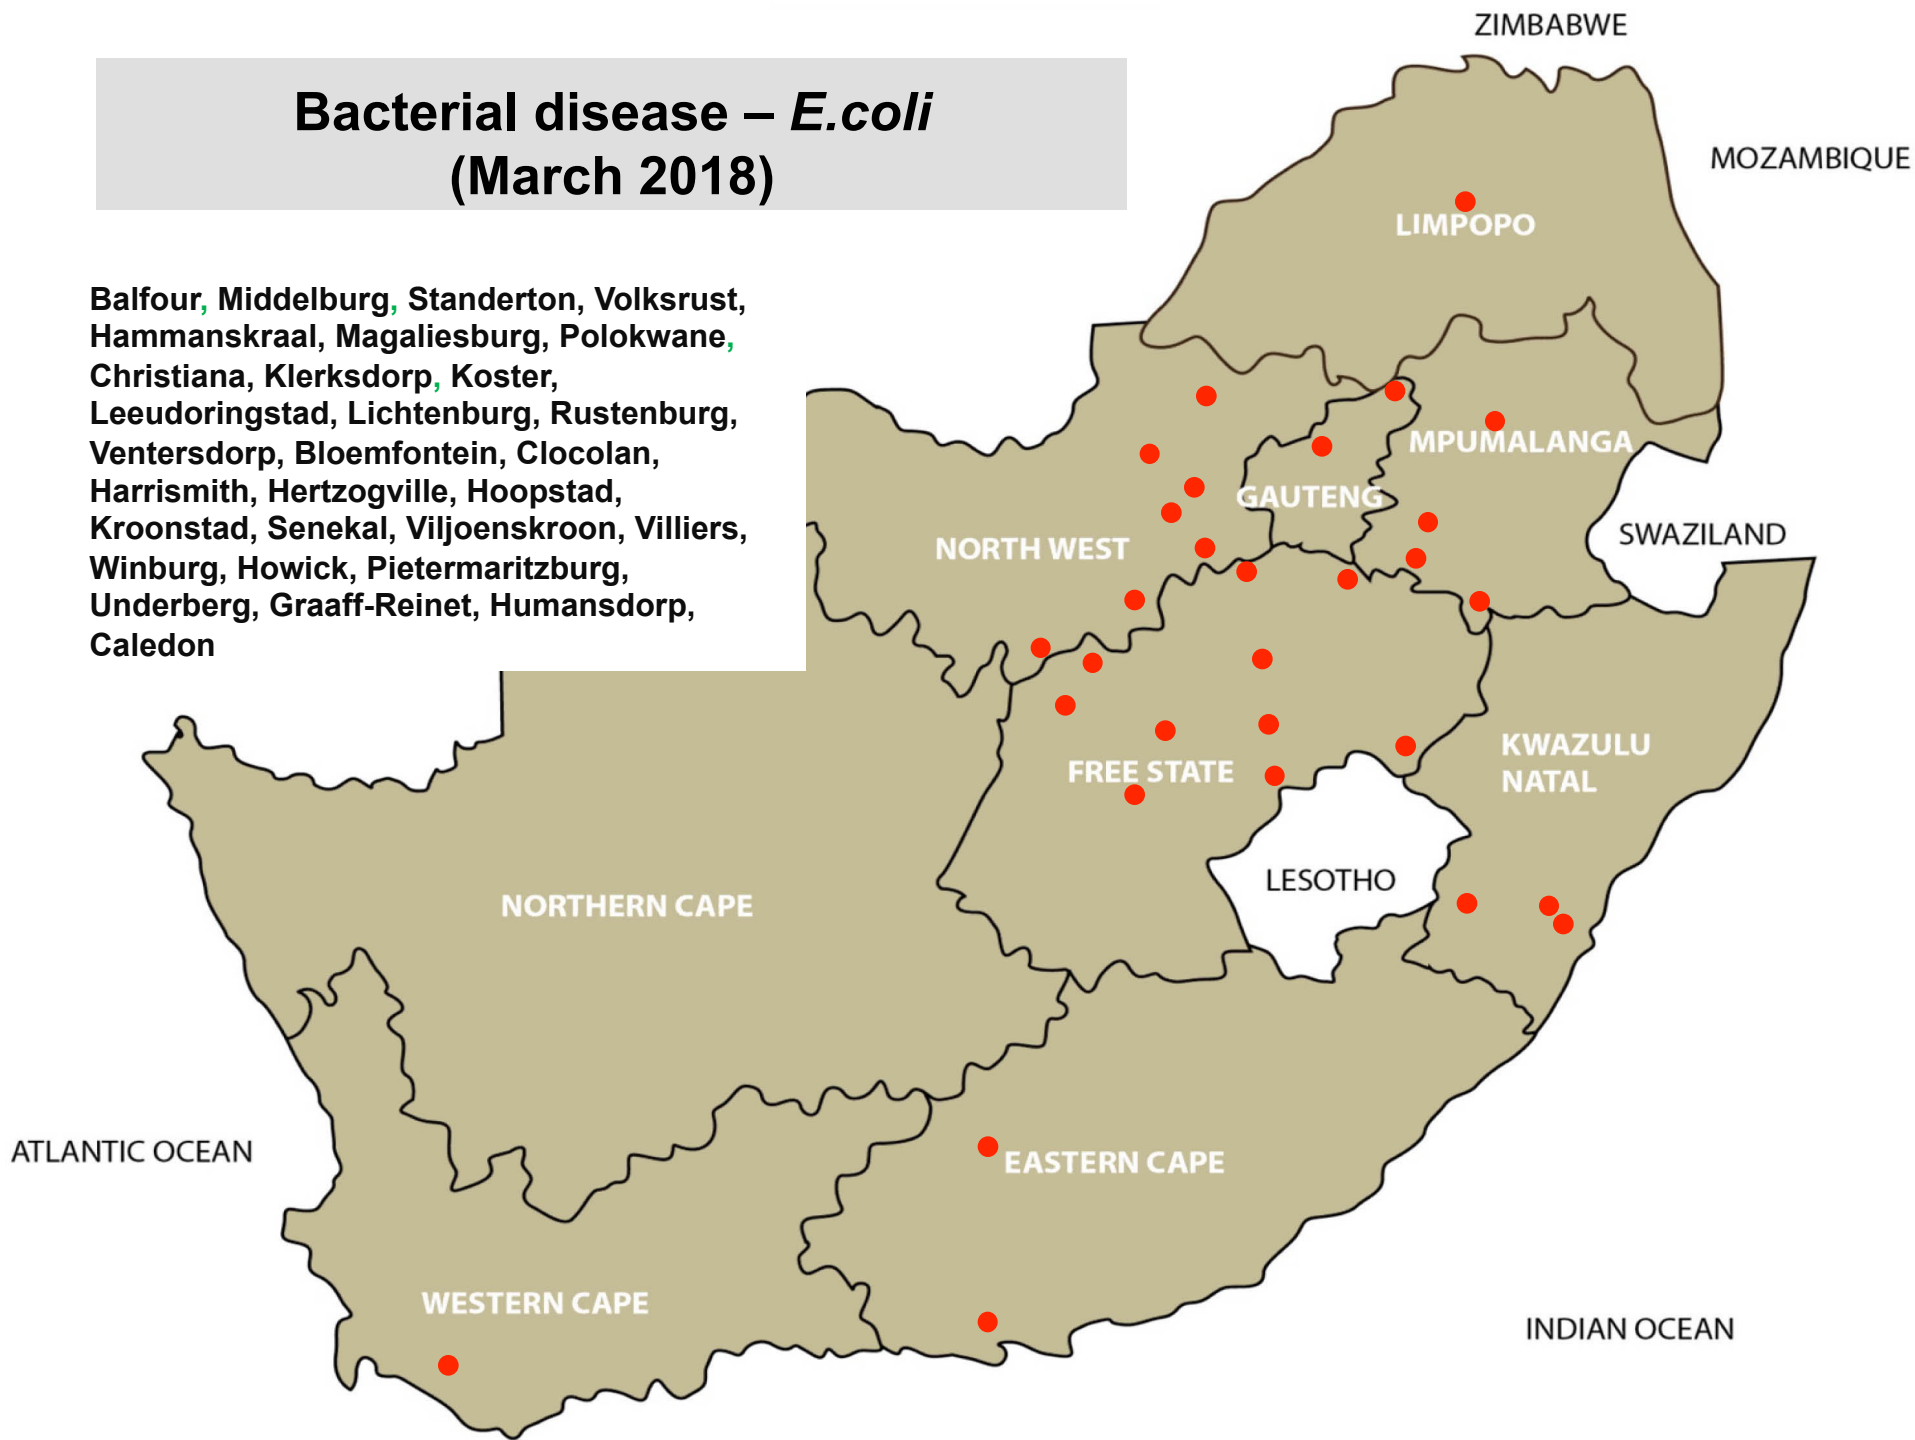 Bacterial disease – E.coli
(March 2018)
Balfour, Middelburg, Standerton, Volksrust,
Hammanskraal, Magaliesburg, Polokwane,
Christiana, Klerksdorp, Koster,
Leeudoringstad, Lichtenburg, Rustenburg,
Ventersdorp, Bloemfontein, Clocolan,
Harrismith, Hertzogville, Hoopstad,
Kroonstad, Senekal, Viljoenskroon, Villiers,
Winburg, Howick, Pietermaritzburg,
Underberg, Graaff-Reinet, Humansdorp,
Caledon
ZIMBABWE
MOZAMBIQUE
LIMPOPO
MPUMALANGA
GAUTENG
NORTH WEST
SWAZILAND
KWAZULU
NATAL
FREE STATE
LESOTHO
NORTHERN CAPE
ATLANTIC OCEAN
EASTERN CAPE
WESTERN CAPE
INDIAN OCEAN